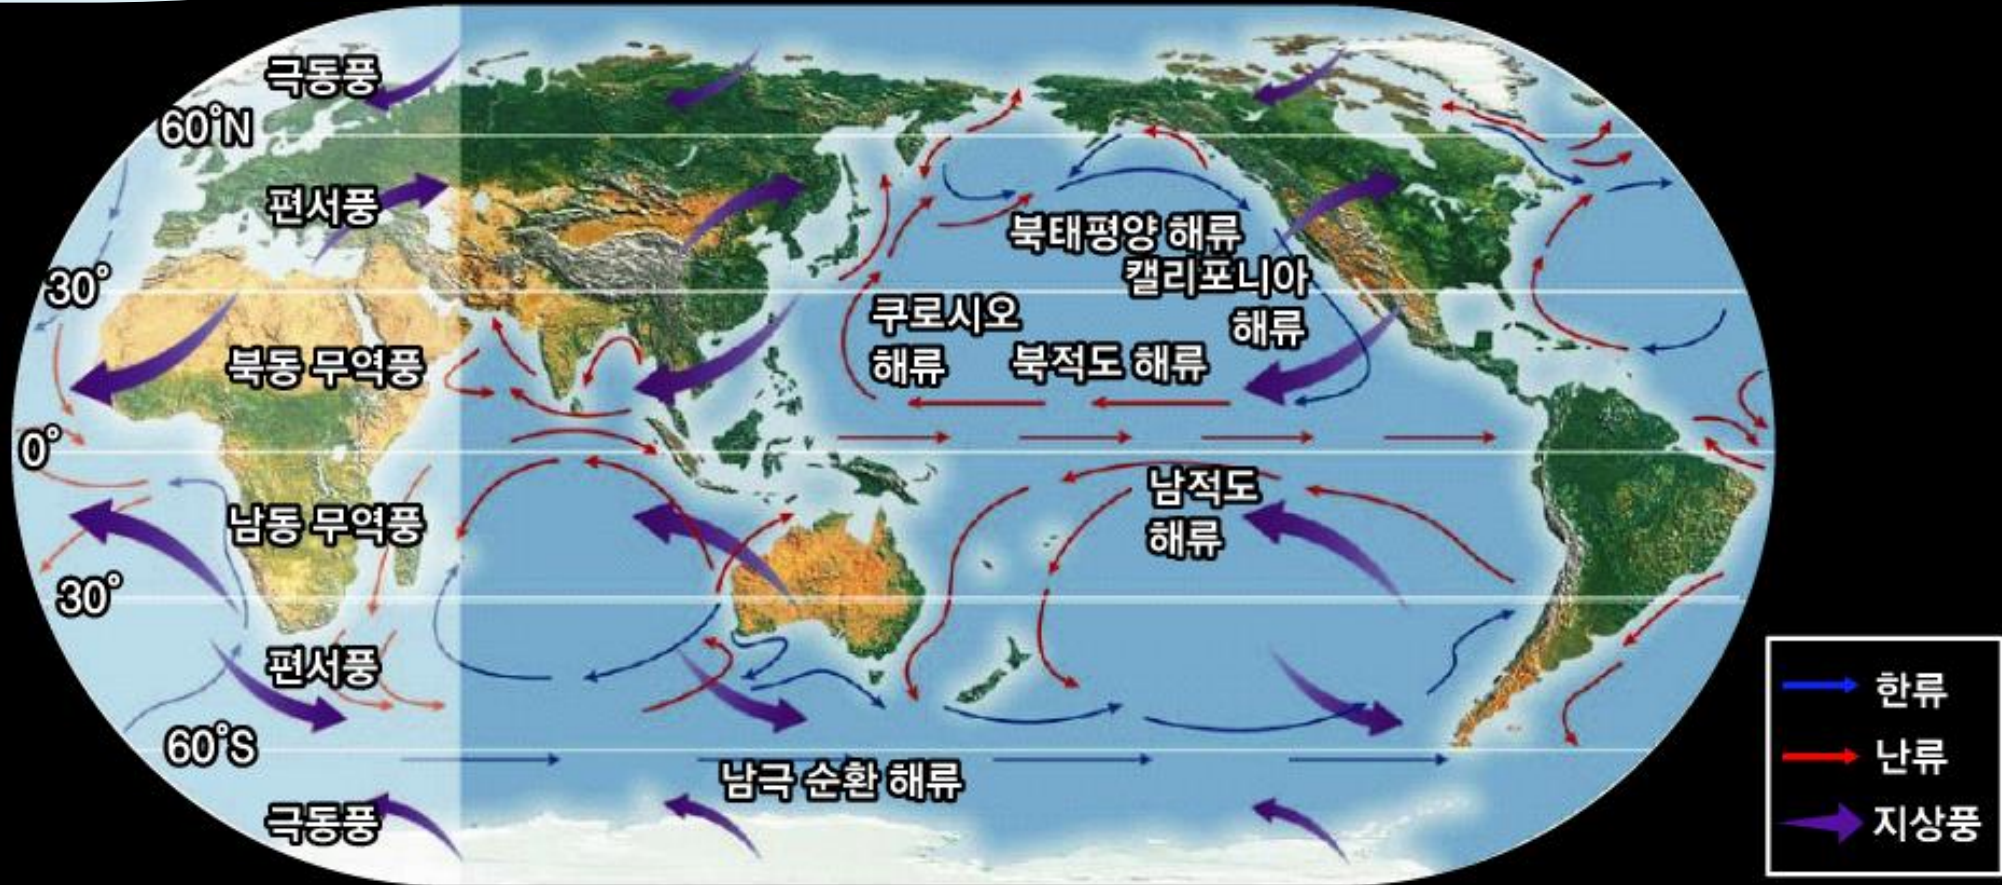 극동풍
60°N
편서풍
북태평양 해류
캘리포니아
해류
30°
쿠로시오
해류
북동 무역풍
북적도 해류
0°
남적도
해류
남동 무역풍
30°
편서풍
60°S
남극 순환 해류
극동풍
한류
난류
지상풍